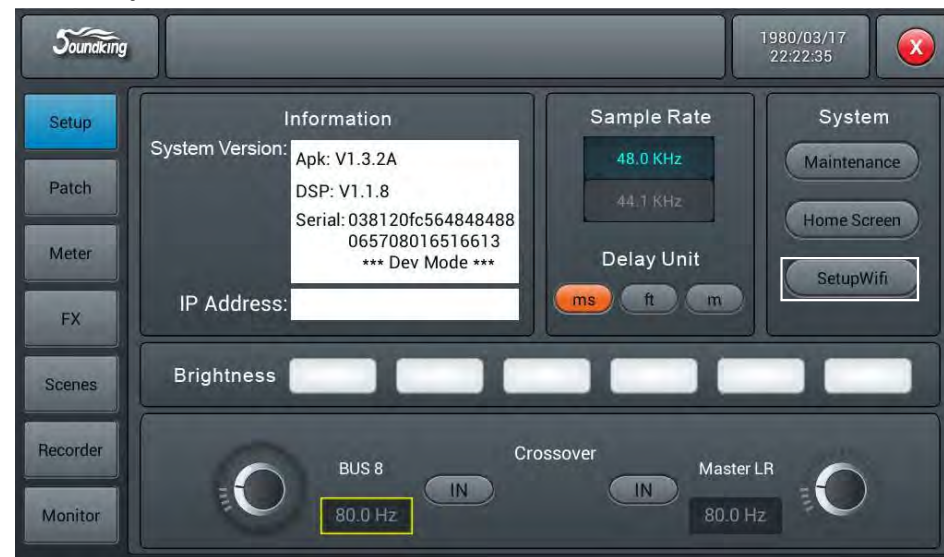 Soundking
1980/03/17
22:22:35
X
Setup
Patch
Meter
FX
Scenes
Recorder
Monitor
Information
System Version:
Apk: V1.3.2A
DSP: V1.1.8
Serial: 038120fc564848488
065708016516613
*** Dev Mode ***
IP Address:
Sample Rate
48.0 KHz
44.1 KHz
Delay Unit
ms ft m
System
Maintenance
Home Screen
SetupWifi
Brightness
Crossover
BUS 8
IN
80.0 Hz
IN
Master LR
80.0 Hz